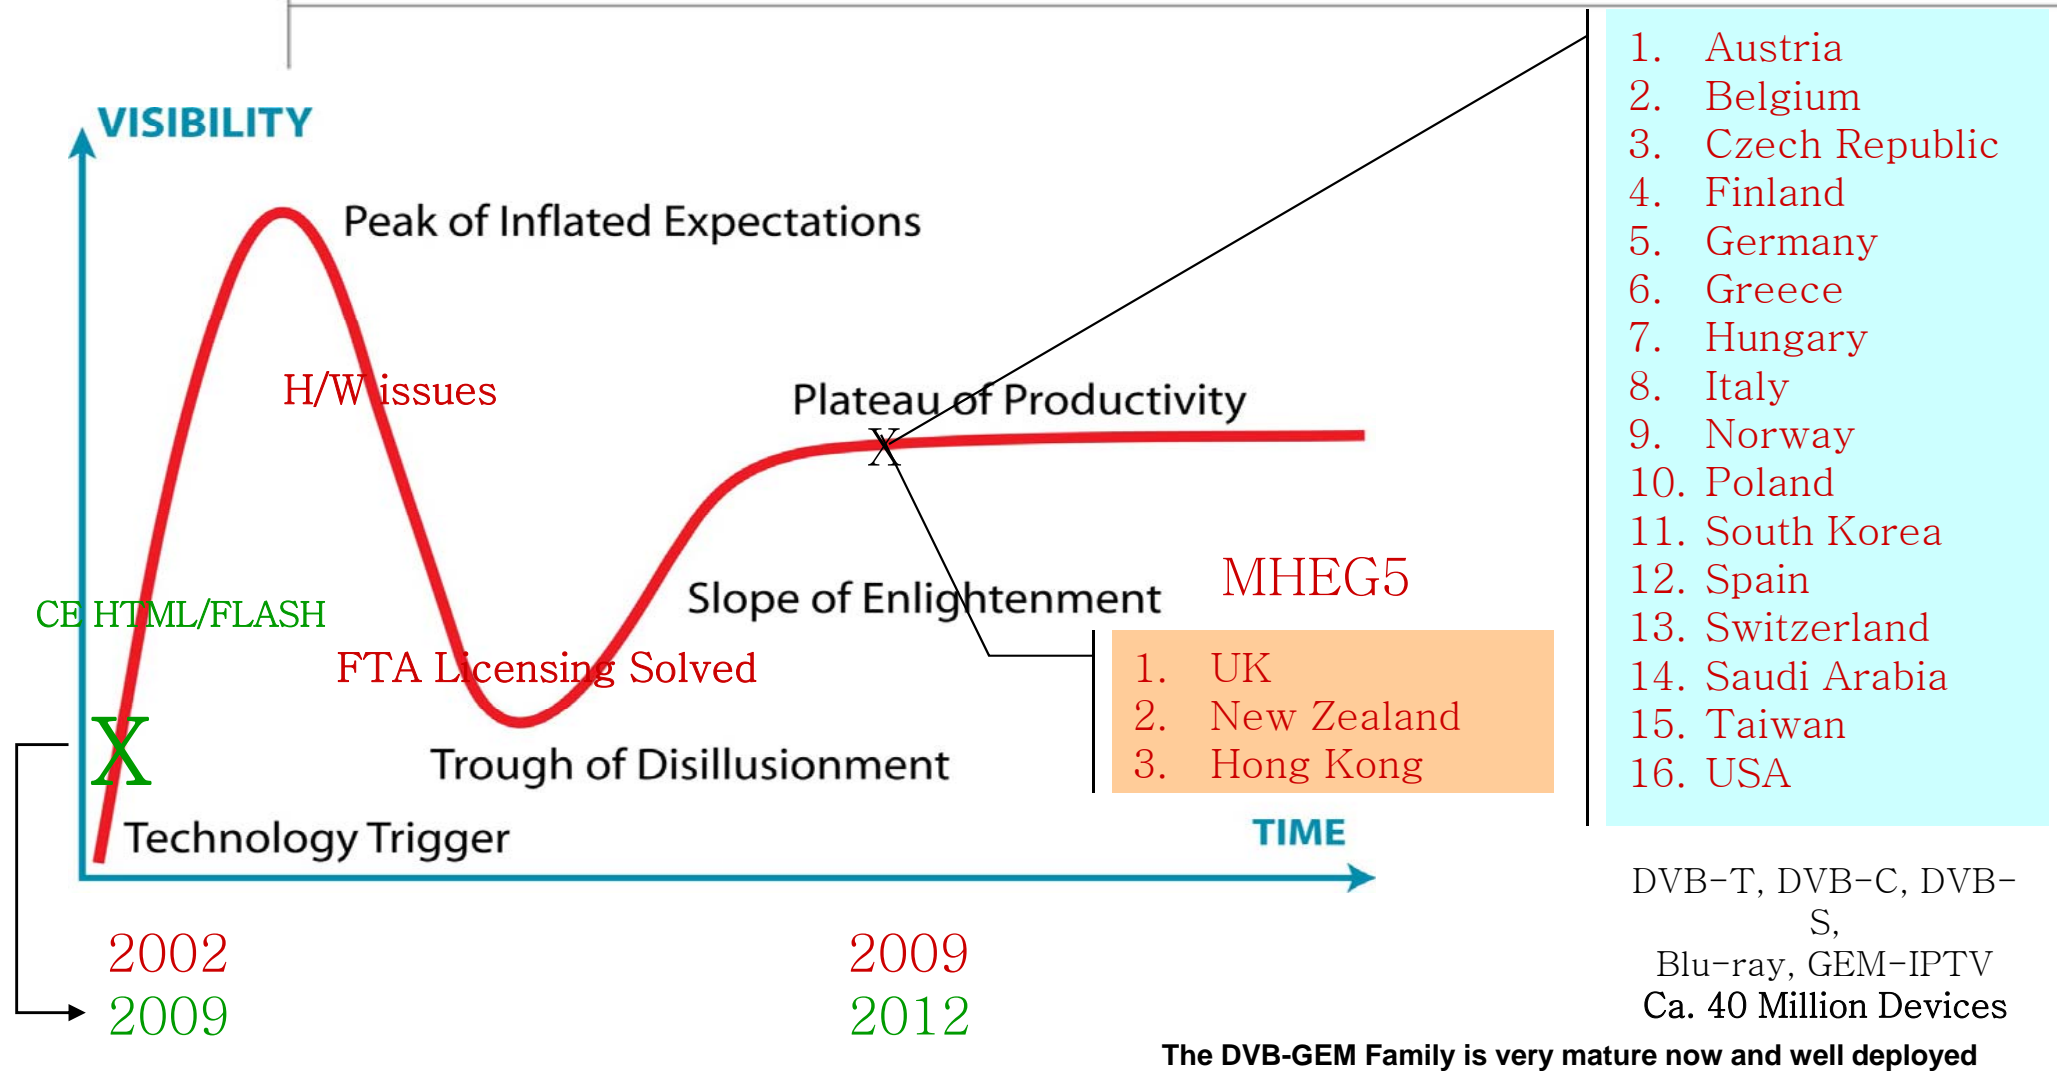 VISIBILITY
Peak of Inflated Expectations
H/W issues
Plateau of Productivity
X
CE HTML/FLASH
Slope of Enlightenment
MHEG5
FTA Licensing Solved
X
Trough of Disillusionment
Technology Trigger
TIME
1. UK
2. New Zealand
3. Hong Kong
1. Austria
2. Belgium
3. Czech Republic
4. Finland
5. Germany
6. Greece
7. Hungary
8. Italy
9. Norway
10. Poland
11. South Korea
12. Spain
13. Switzerland
14. Saudi Arabia
15. Taiwan
16. USA
2002
2009
2009
2012
DVB-T, DVB-C, DVB-
S,
Blu-ray, GEM-IPTV
Ca. 40 Million Devices
The DVB-GEM Family is very mature now and well deployed